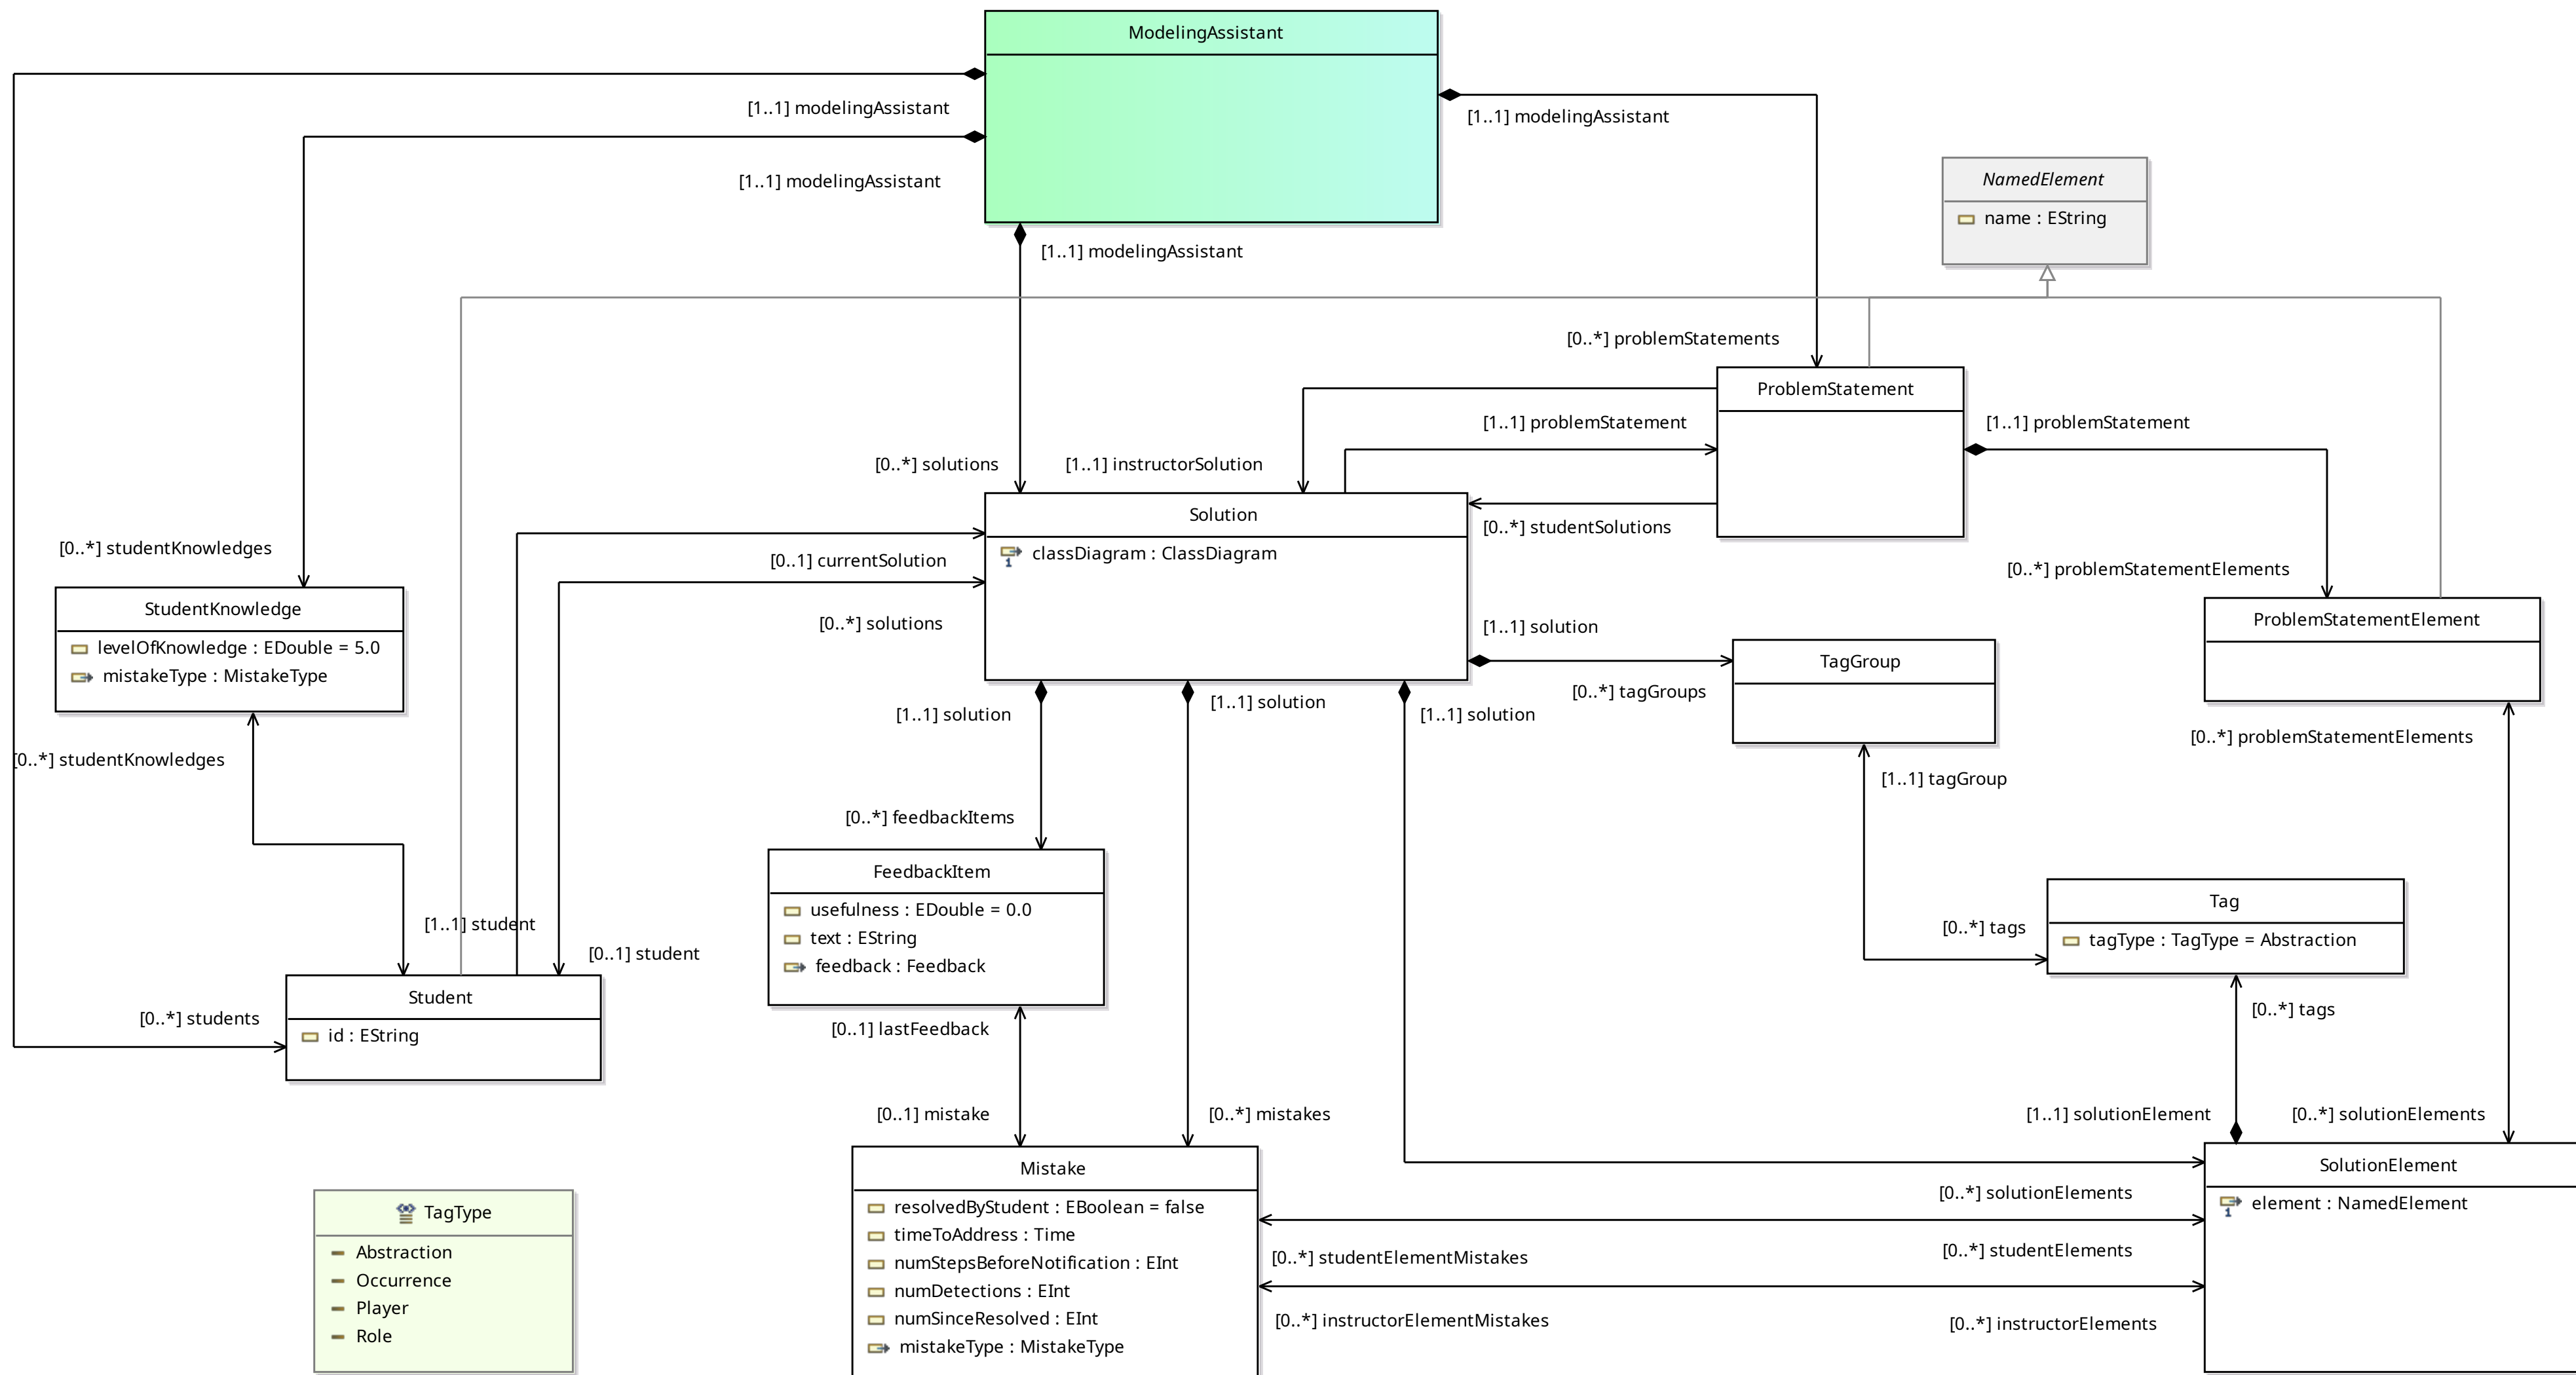 ModelingAssistant
[1..1] modelingAssistant
[1..1] modelingAssistant
[1..1] modelingAssistant
[1..1] modelingAssistant
NamedElement
name : EString
[0..*] problemStatements
ProblemStatement
[1..1] problemStatement
[1..1] problemStatement
[0..*] solutions
[1..1] instructorSolution
Solution
classDiagram : ClassDiagram
1
[0..*] studentSolutions
[0..*] studentKnowledges
[0..1] currentSolution
[0..*] problemStatementElements
StudentKnowledge
levelOfKnowledge : EDouble = 5.0
mistakeType : MistakeType
[0..*] solutions
[1..1] solution
ProblemStatementElement
TagGroup
[0..*] tagGroups
[1..1] solution
[1..1] solution
[1..1] solution
[0..*] problemStatementElements
[0..*] studentKnowledges
[1..1] tagGroup
[0..*] feedbackItems
FeedbackItem
usefulness : EDouble = 0.0
text : EString
feedback : Feedback
Tag
tagType : TagType = Abstraction
[0..*] tags
[1..1] student
[0..1] student
Student
id : EString
[0..*] students
[0..1] lastFeedback
[0..*] tags
[0..1] mistake
[0..*] mistakes
[1..1] solutionElement
[0..*] solutionElements
Mistake
resolvedByStudent : EBoolean = false
timeToAddress : Time
numStepsBeforeNotification : EInt
numDetections : EInt
numSinceResolved : EInt
mistakeType : MistakeType
SolutionElement
element : NamedElement
1
[0..*] solutionElements
[0..*] studentElementMistakes
[0..*] studentElements
[0..*] instructorElementMistakes
[0..*] instructorElements
TagType
Abstraction
Occurrence
Player
Role